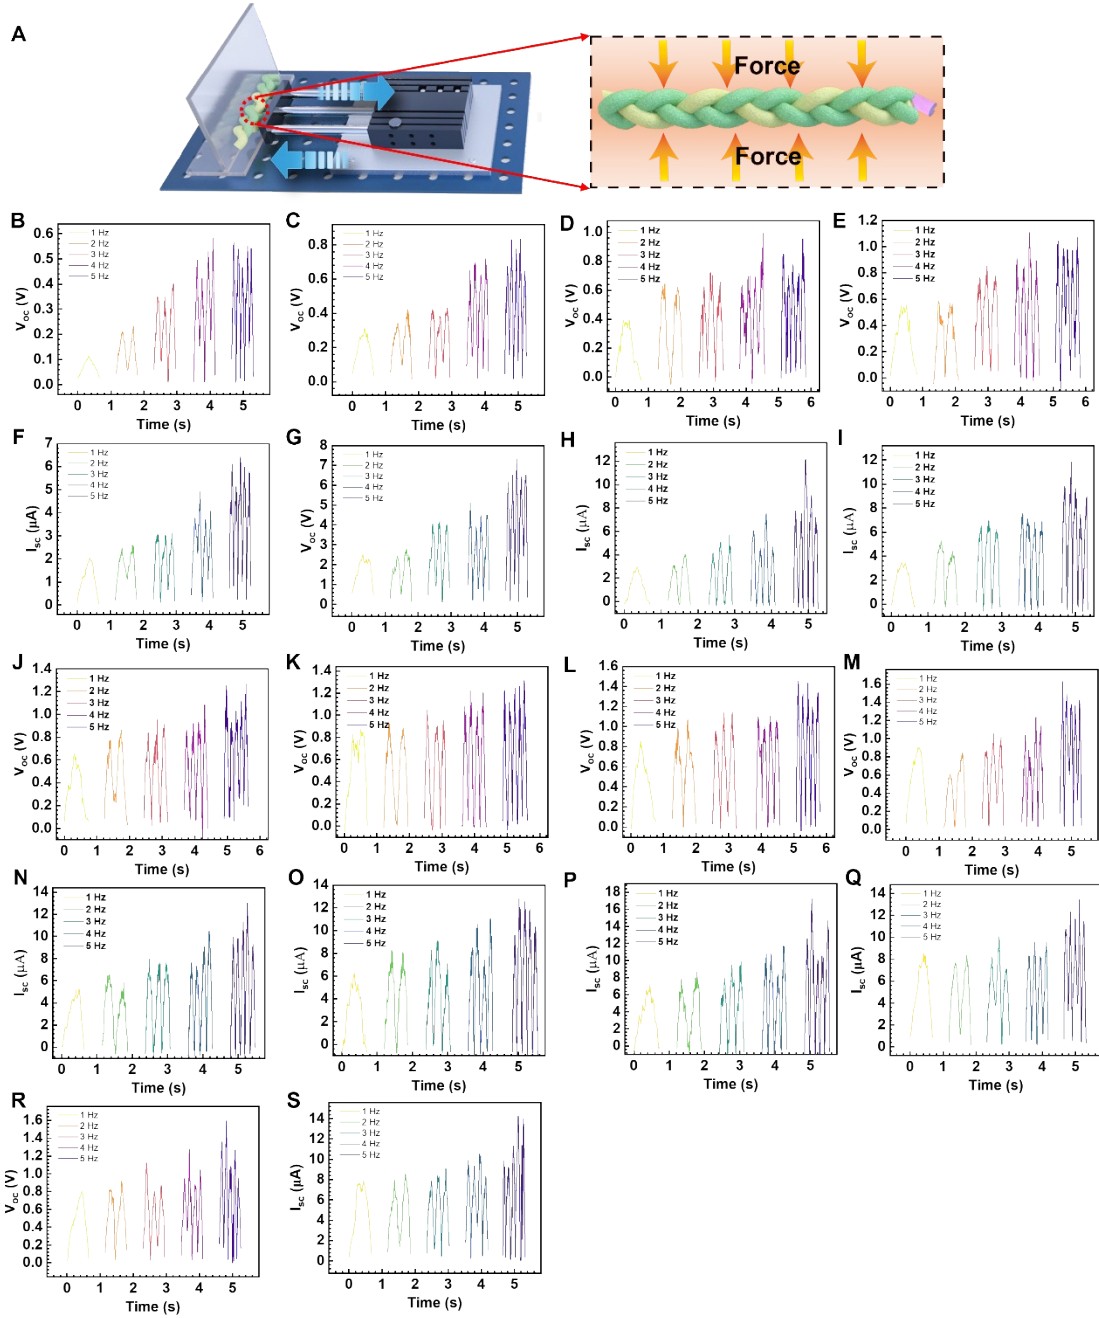 A
Force
Force
B
0.6
0.5
0.4
0.3
0.2
0.1
0.0
V_oc (V)
1 Hz
2 Hz
3 Hz
4 Hz
5 Hz
0 1 2 3 4 5
Time (s)
C
0.8
0.6
0.4
0.2
0.0
V_oc (V)
1 Hz
2 Hz
3 Hz
4 Hz
5 Hz
0 1 2 3 4 5
Time (s)
D
1.0
0.8
0.6
0.4
0.2
0.0
V_oc (V)
1 Hz
2 Hz
3 Hz
4 Hz
5 Hz
0 1 2 3 4 5 6
Time (s)
E
1.2
1.0
0.8
0.6
0.4
0.2
0.0
V_oc (V)
1 Hz
2 Hz
3 Hz
4 Hz
5 Hz
0 1 2 3 4 5 6
Time (s)
F
7
6
5
4
3
2
1
0
I_sc (μA)
1 Hz
2 Hz
3 Hz
4 Hz
5 Hz
0 1 2 3 4 5
Time (s)
G
8
7
6
5
4
3
2
1
0
V_oc (V)
1 Hz
2 Hz
3 Hz
4 Hz
5 Hz
0 1 2 3 4 5
Time (s)
H
12
10
8
6
4
2
0
I_sc (μA)
1 Hz
2 Hz
3 Hz
4 Hz
5 Hz
0 1 2 3 4 5
Time (s)
I
12
10
8
6
4
2
0
I_sc (μA)
1 Hz
2 Hz
3 Hz
4 Hz
5 Hz
0 1 2 3 4 5
Time (s)
J
1.4
1.2
1.0
0.8
0.6
0.4
0.2
0.0
V_oc (V)
1 Hz
2 Hz
3 Hz
4 Hz
5 Hz
0 1 2 3 4 5 6
Time (s)
K
1.4
1.2
1.0
0.8
0.6
0.4
0.2
0.0
V_oc (V)
1 Hz
2 Hz
3 Hz
4 Hz
5 Hz
0 1 2 3 4 5 6
Time (s)
L
1.6
1.4
1.2
1.0
0.8
0.6
0.4
0.2
0.0
V_oc (V)
1 Hz
2 Hz
3 Hz
4 Hz
5 Hz
0 1 2 3 4 5 6
Time (s)
M
1.6
1.4
1.2
1.0
0.8
0.6
0.4
0.2
0.0
V_oc (V)
1 Hz
2 Hz
3 Hz
4 Hz
5 Hz
0 1 2 3 4 5
Time (s)
N
14
12
10
8
6
4
2
0
I_sc (μA)
1 Hz
2 Hz
3 Hz
4 Hz
5 Hz
0 1 2 3 4 5
Time (s)
O
14
12
10
8
6
4
2
0
I_sc (μA)
1 Hz
2 Hz
3 Hz
4 Hz
5 Hz
0 1 2 3 4 5
Time (s)
P
18
16
14
12
10
8
6
4
2
0
I_sc (μA)
1 Hz
2 Hz
3 Hz
4 Hz
5 Hz
0 1 2 3 4 5
Time (s)
Q
14
12
10
8
6
4
2
0
I_sc (μA)
1 Hz
2 Hz
3 Hz
4 Hz
5 Hz
0 1 2 3 4 5
Time (s)
R
1.6
1.4
1.2
1.0
0.8
0.6
0.4
0.2
0.0
V_oc (V)
1 Hz
2 Hz
3 Hz
4 Hz
5 Hz
0 1 2 3 4 5
Time (s)
S
14
12
10
8
6
4
2
0
I_sc (μA)
1 Hz
2 Hz
3 Hz
4 Hz
5 Hz
0 1 2 3 4 5
Time (s)